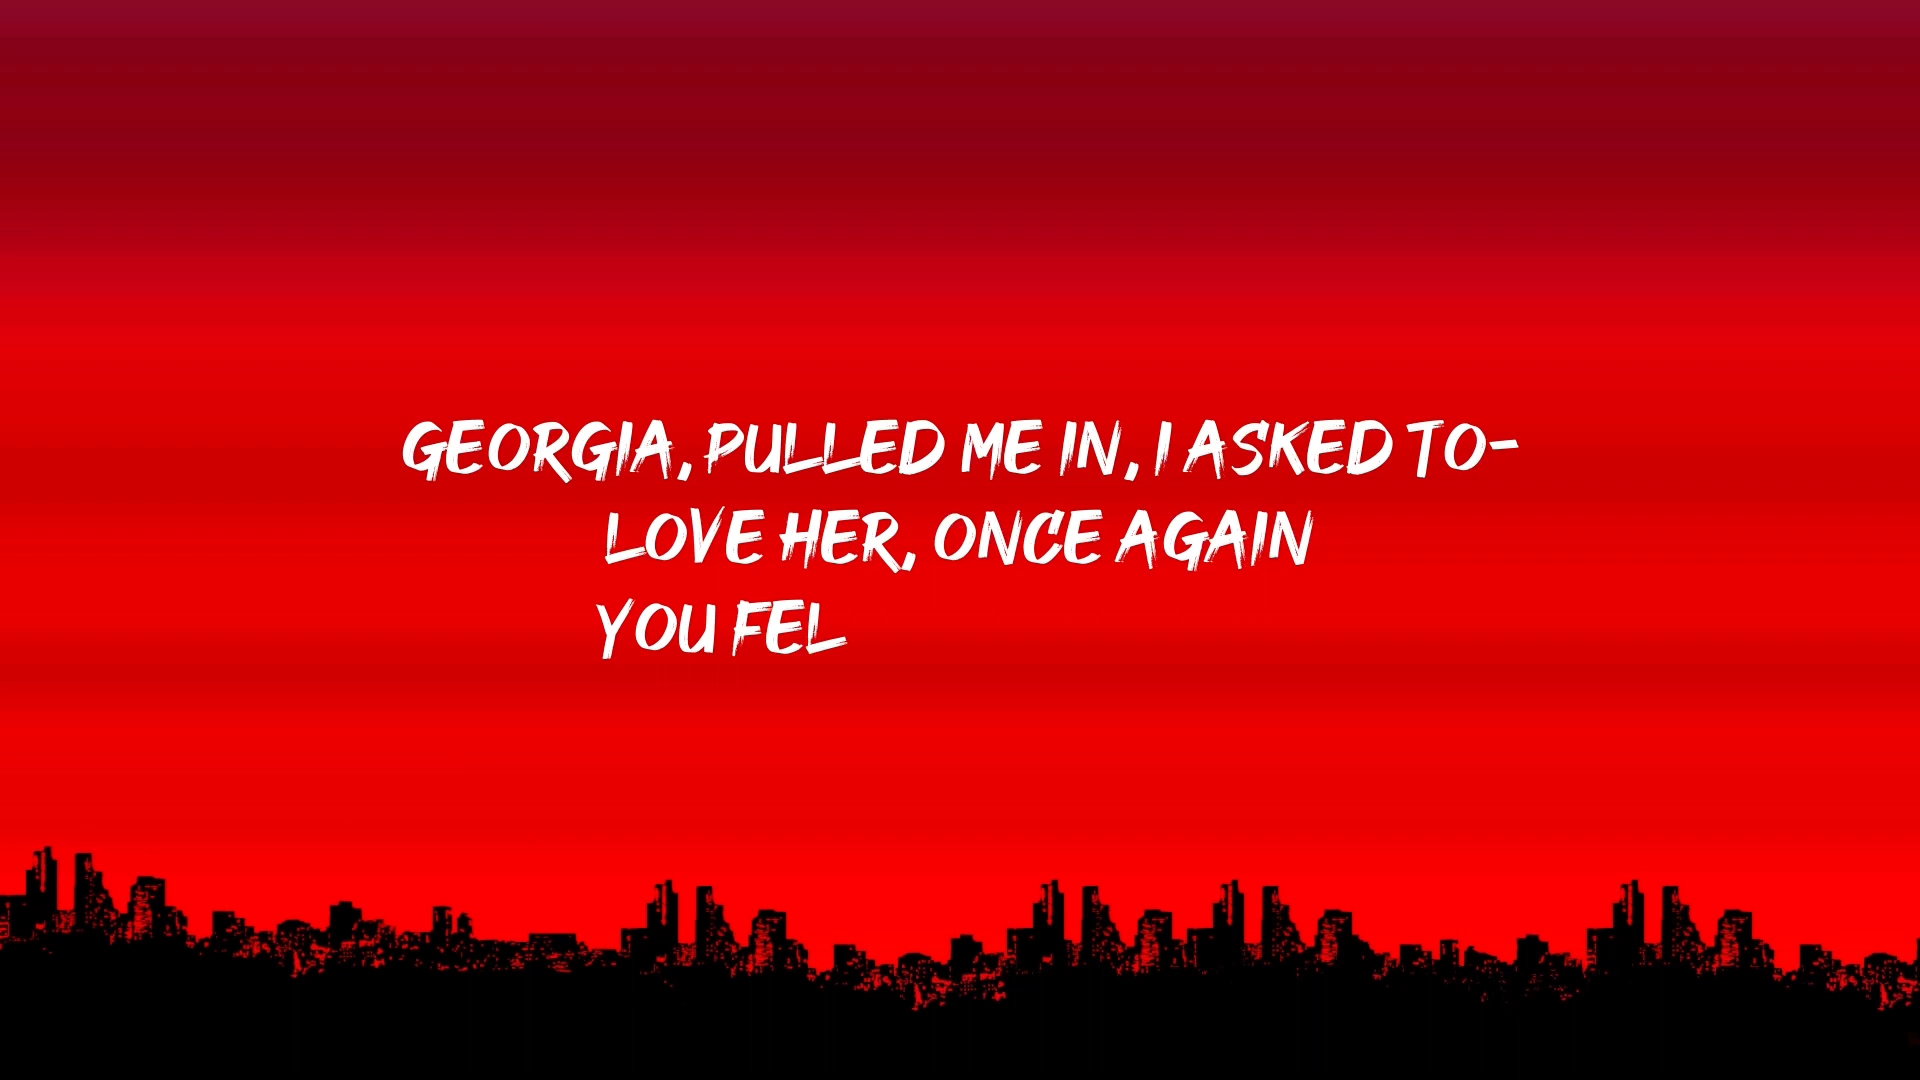 GEORGIA, PULLED ME IN, I ASKED TO-
LOVE HER, ONCE AGAIN
YOU FEL